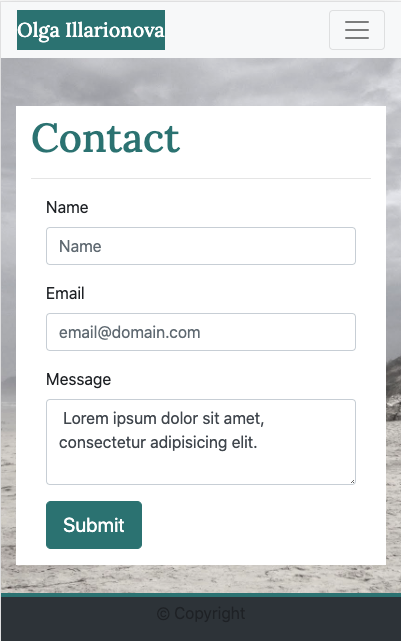 Olga Illarionova
Contact
Name
Name
Email
email@domain.com
Message
Lorem ipsum dolor sit amet,
consectetur adipisicing elit.
Submit
© Copyright